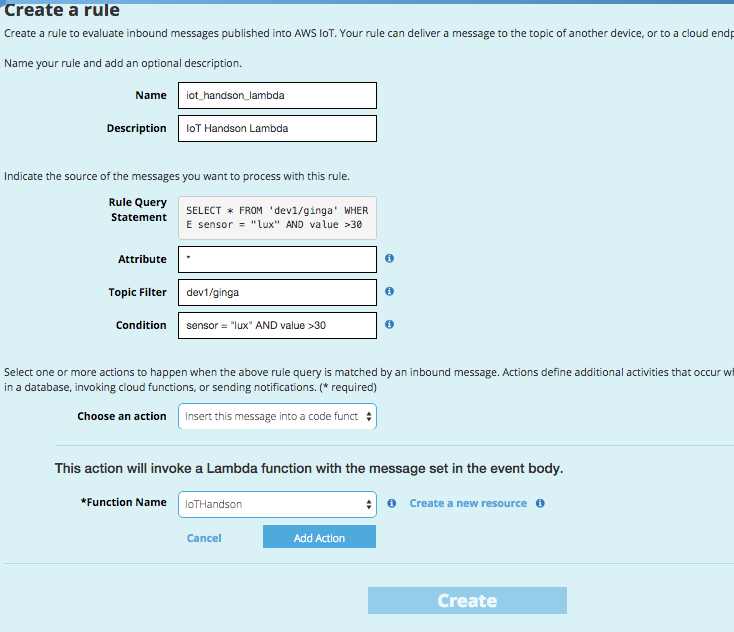 Create a rule
Create a rule to evaluate inbound messages published into AWS IoT. Your rule can deliver a message to the topic of another device, or to a cloud endp
Name your rule and add an optional description.
Name iot_handson_lambda
Description IoT Handson Lambda
Indicate the source of the messages you want to process with this rule.
Rule Query
Statement
SELECT * FROM 'dev1/ginga' WHER
E sensor = "lux" AND value >30
Attribute *
Topic Filter dev1/ginga
Condition sensor = "lux" AND value >30
Select one or more actions to happen when the above rule query is matched by an inbound message. Actions define additional activities that occur wh
in a database, invoking cloud functions, or sending notifications. (* required)
Choose an action Insert this message into a code funct
This action will invoke a Lambda function with the message set in the event body.
*Function Name IoTHandson Create a new resource
Cancel Add Action
Create